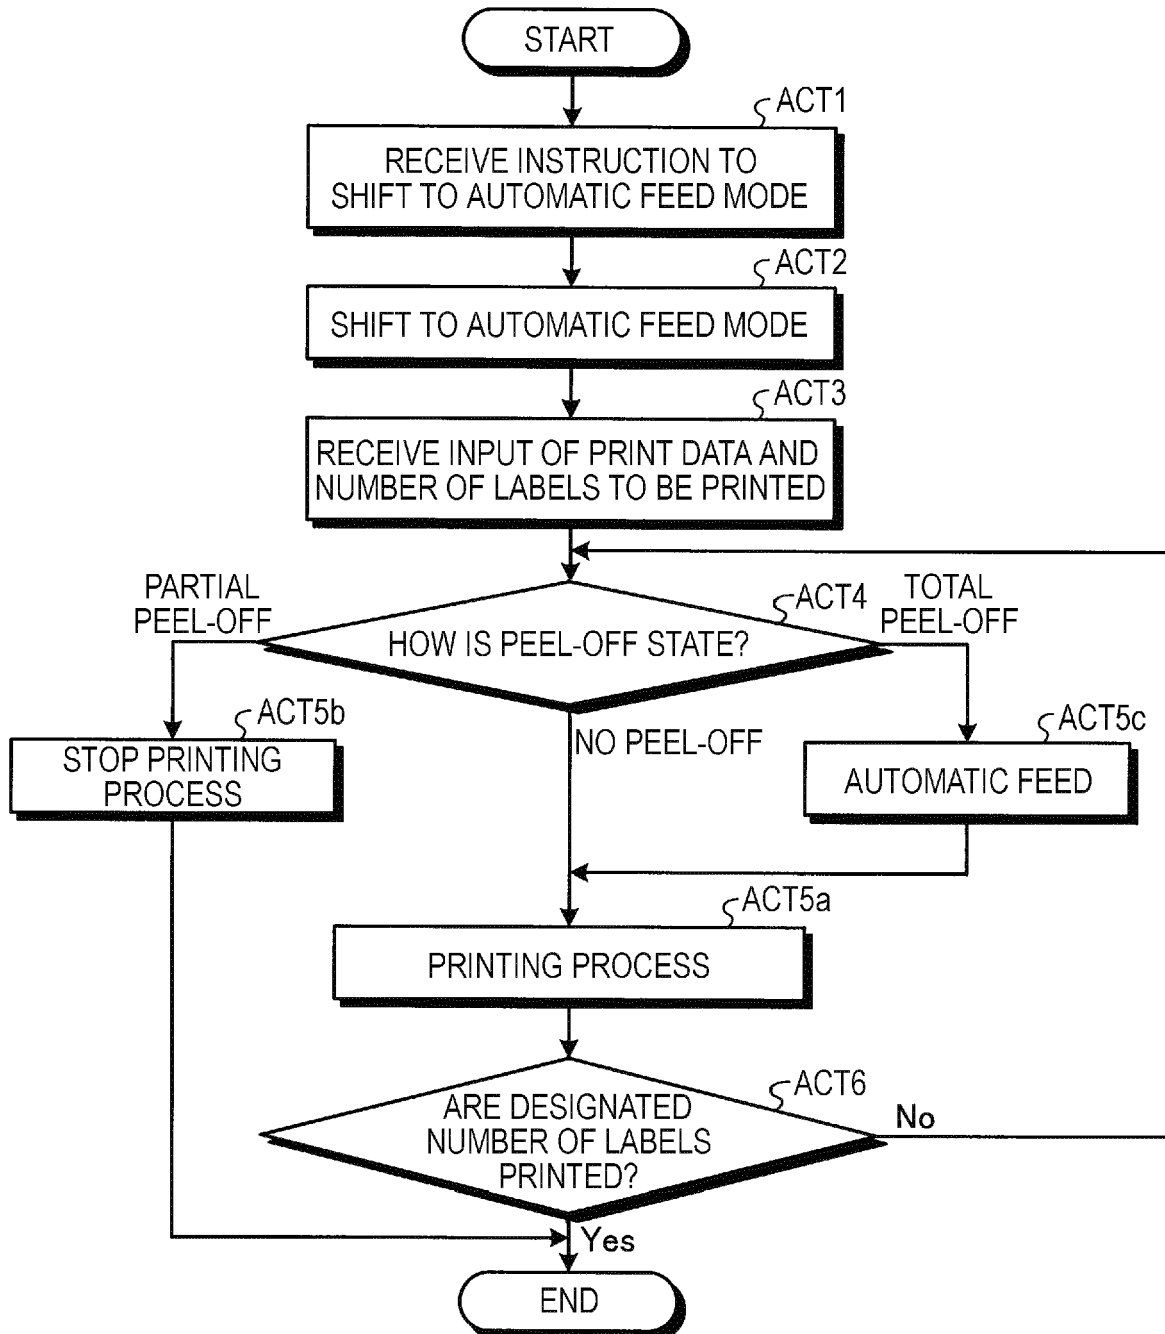 START
ACT1
RECEIVE INSTRUCTION TO
SHIFT TO AUTOMATIC FEED MODE
ACT2
SHIFT TO AUTOMATIC FEED MODE
ACT3
RECEIVE INPUT OF PRINT DATA AND
NUMBER OF LABELS TO BE PRINTED
PARTIAL
PEEL-OFF
ACT4
TOTAL
PEEL-OFF
HOW IS PEEL-OFF STATE?
ACT5b
STOP PRINTING
PROCESS
NO PEEL-OFF
ACT5c
AUTOMATIC FEED
ACT5a
PRINTING PROCESS
ACT6
ARE DESIGNATED
NUMBER OF LABELS
PRINTED?
No
Yes
END